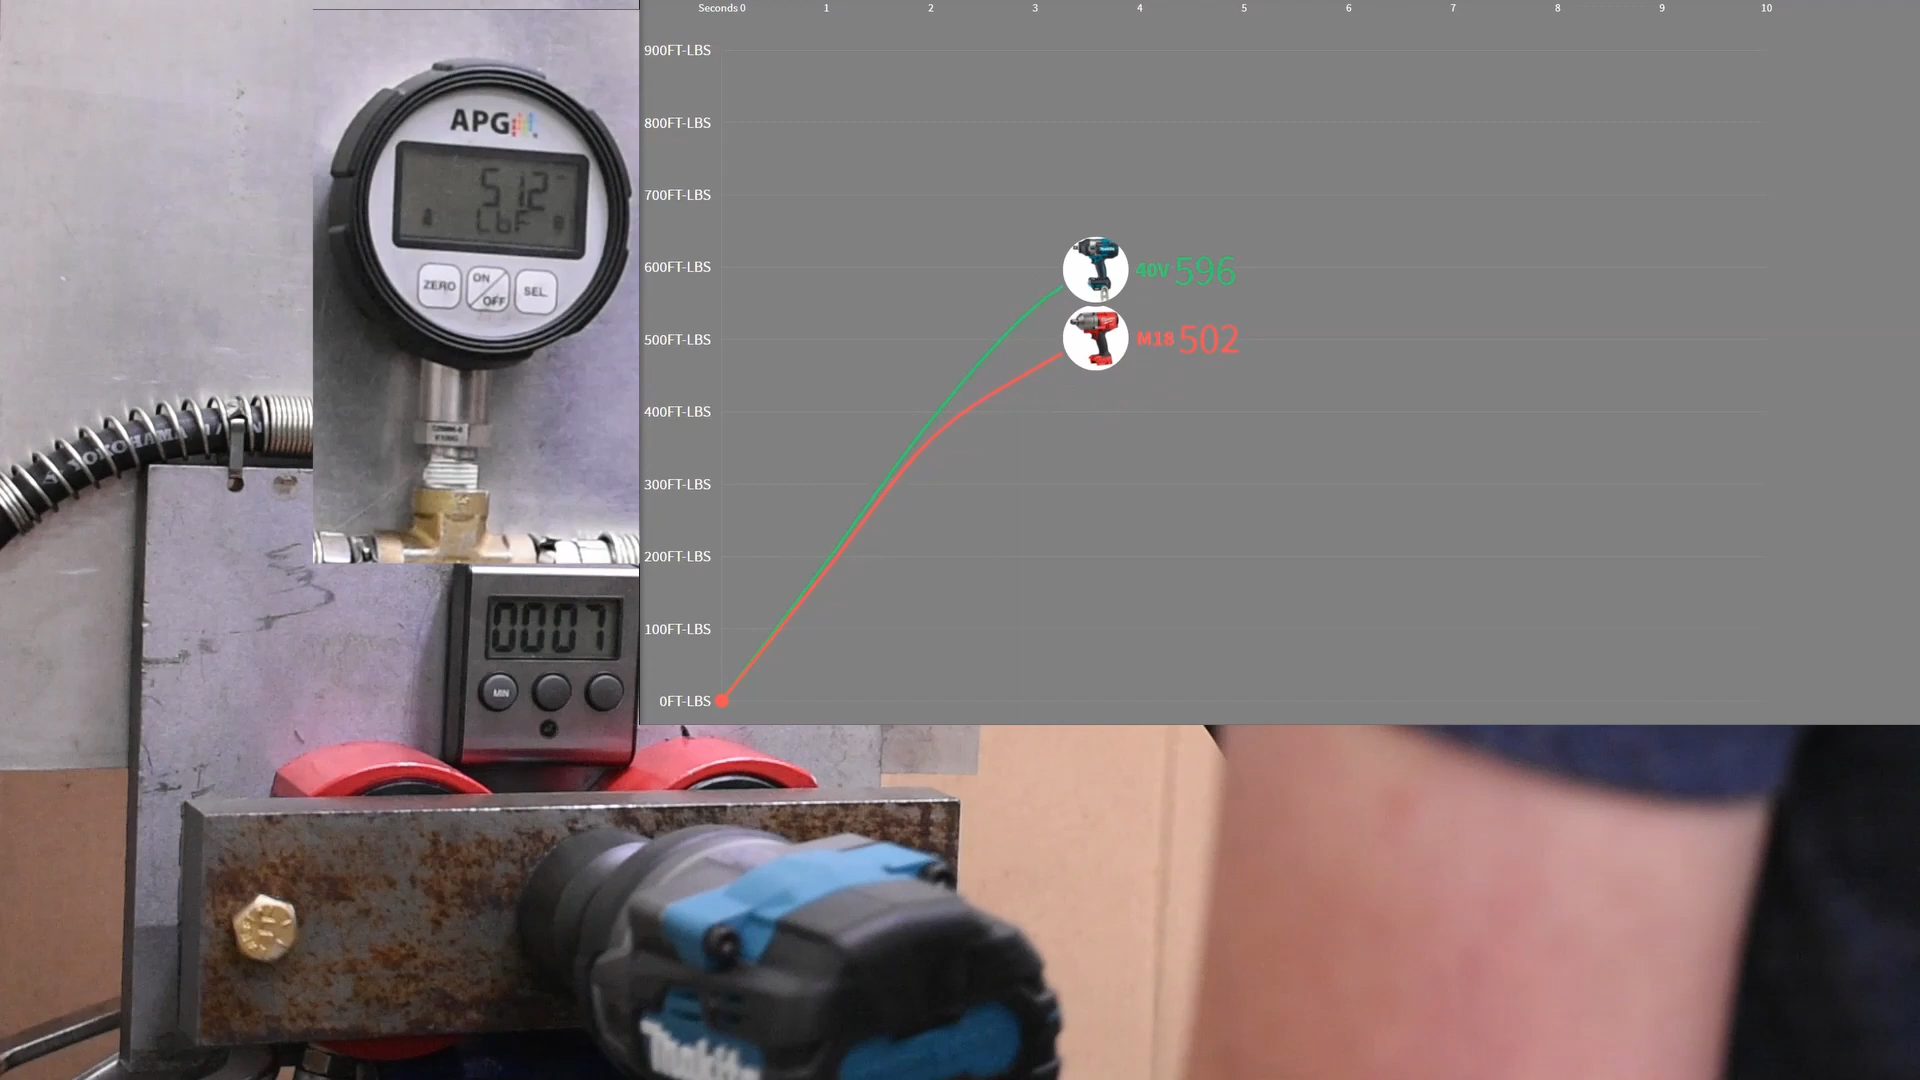 Seconds 0 1 2 3 4 5 6 7 8 9 10
900FT-LBS
800FT-LBS
700FT-LBS
600FT-LBS
500FT-LBS
400FT-LBS
300FT-LBS
200FT-LBS
100FT-LBS
0FT-LBS
40V 596
M18 502
APG
512
LbF
ZERO
ON
OFF
SEL
YOKOHAMA
0007
MIN
Makita